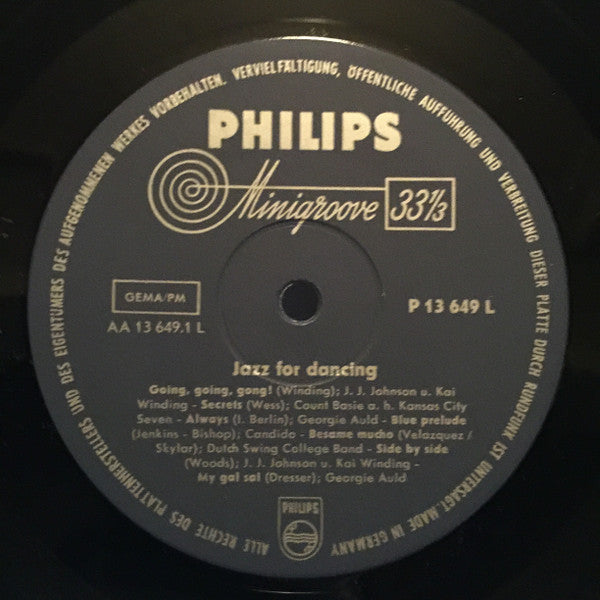 ALLE RECHTE DES PLATTENHERSTELLERS UND DES EIGENTÜMERS DES AUFGENOMMENEN WERKES VORBEHALTEN. VERVIELFÄLTIGUNG, ÖFFENTLICHE AUFFÜHRUNG UND VERBREITUNG DIESER PLATTE DURCH RUNDFUNK IST UNTERSAGT MADE IN GERMANY
PHILIPS
Minigroove 33⅓
GEMA/PM
P 13 649 L
AA 13 649.1 L
Jazz for dancing
Going, going, gong! (Winding); J. J. Johnson u. Kai
Winding - Secrets (Wess); Count Basie a. h. Kansas City
Seven - Always (I. Berlin); Georgie Auld - Blue prelude
(Jenkins - Bishop); Candido - Besame mucho (Velazquez /
Skylar); Dutch Swing College Band - Side by side
(Woods); J. J. Johnson u. Kai Winding -
My gal sal (Dresser); Georgie Auld
PHILIPS